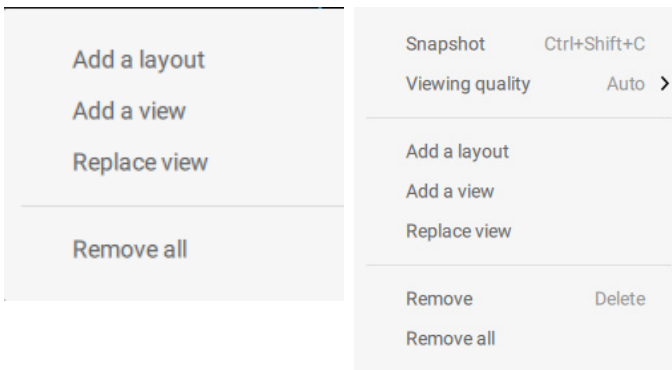 Add a layout
Add a view
Replace view
Remove all
Snapshot Ctrl+Shift+C
Viewing quality Auto
Add a layout
Add a view
Replace view
Remove Delete
Remove all